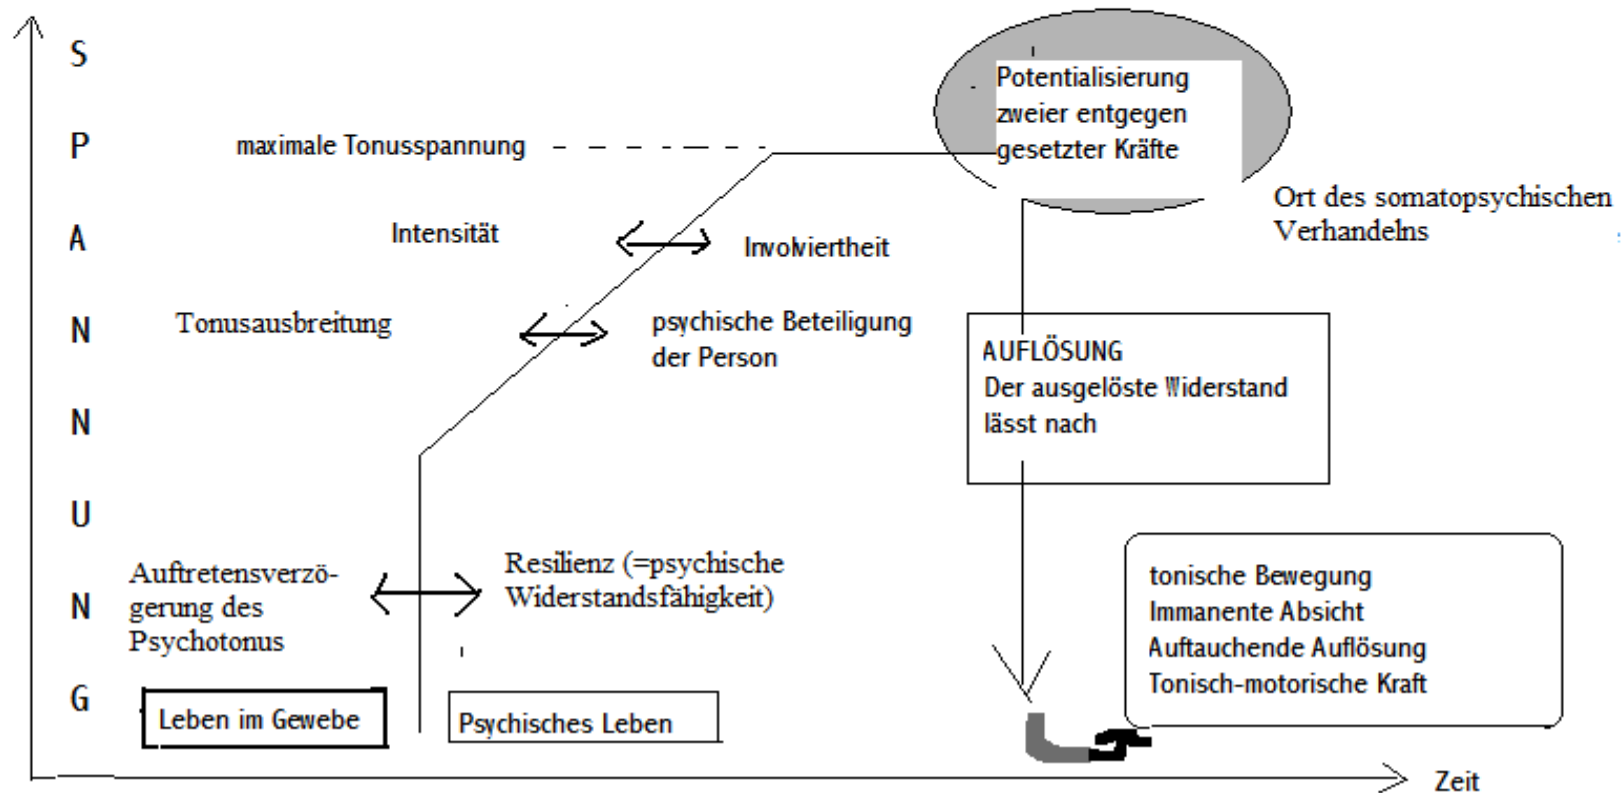 S
P
A
N
N
U
N
G
maximale Tonusspannung
Potentialisierung
zweier entgegen
gesetzter Kräfte
Ort des somatopsychischen
Verhandelns
Intensität
Involviertheit
Tonusausbreitung
psychische Beteiligung
der Person
AUFLÖSUNG
Der ausgelöste Widerstand
lässt nach
Auftretensverzö-
gerung des
Psychotonus
Resilienz (=psychische
Widerstandsfähigkeit)
tonische Bewegung
Immanente Absicht
Auftauchende Auflösung
Tonisch-motorische Kraft
Leben im Gewebe
Psychisches Leben
Zeit